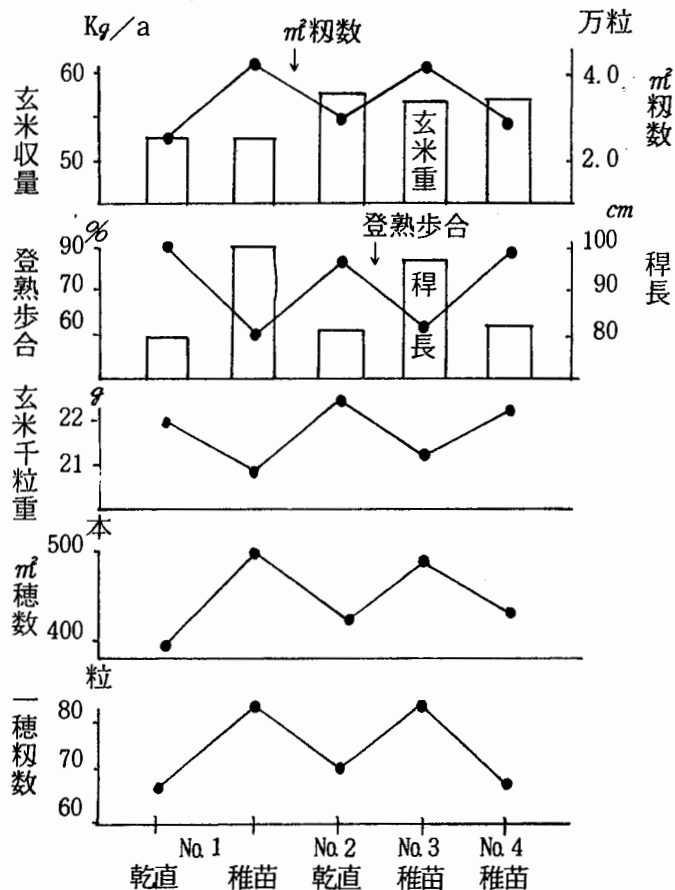 Kg/a
㎡籾数
万粒
60
50
玄米収量
玄米重
4.0
2.0
㎡籾数
%
登熟歩合
cm
90
70
60
登熟歩合
稈長
100
90
80
稈長
g
22
21
玄米千粒重
本
500
400
㎡穂数
粒
80
70
60
一穂籾数
No.1 No.2 No.3 No.4
乾直 稚苗 乾直 稚苗 稚苗